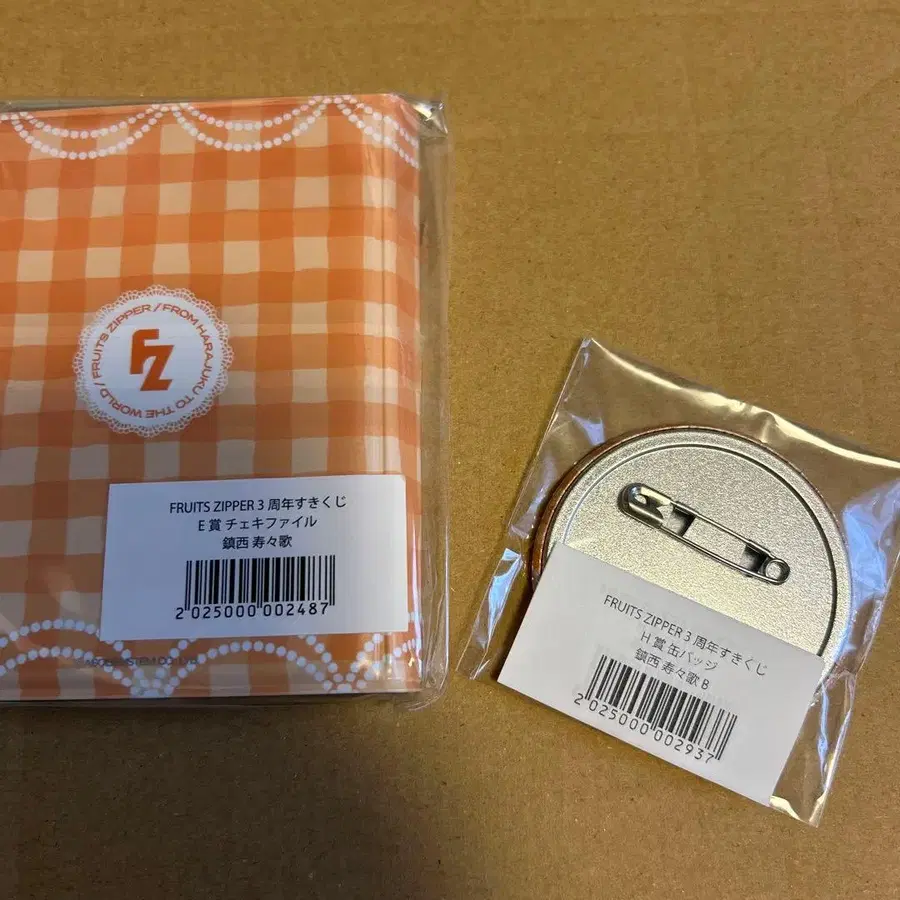 FRUITS ZIPPER / FROM HARAJUKU TO THE WORLD /
FZ
FRUITS ZIPPER 3 周年すきくじ
E 賞 チェキファイル
鎮西 寿々歌
2 025000 002487
FRUITS ZIPPER 3 周年すきくじ
H 賞 缶バッジ
鎮西 寿々歌 B
2 025000 002937